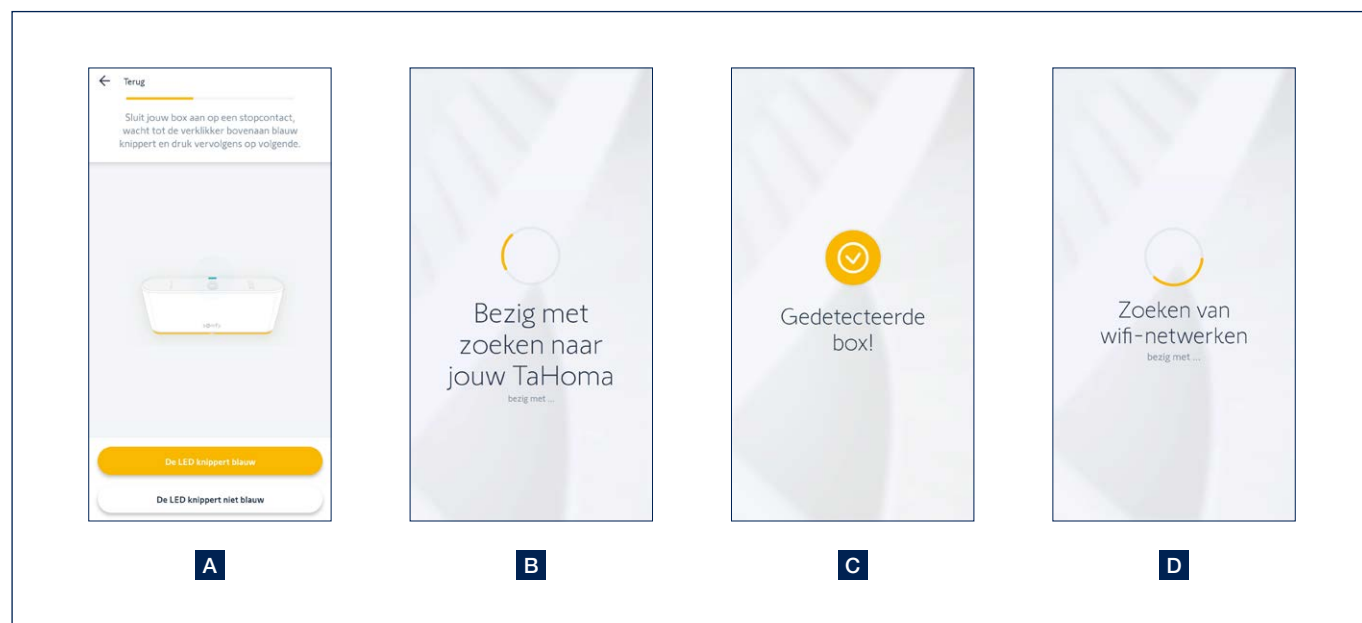 Terug
Sluit jouw box aan op een stopcontact,
wacht tot de verklikker bovenaan blauw
knippert en druk vervolgens op volgende.
somfy
De LED knippert blauw
De LED knippert niet blauw
A
Bezig met
zoeken naar
jouw TaHoma
bezig met ...
B
Gedetecteerde
box!
C
Zoeken van
wifi-netwerken
bezig met ...
D